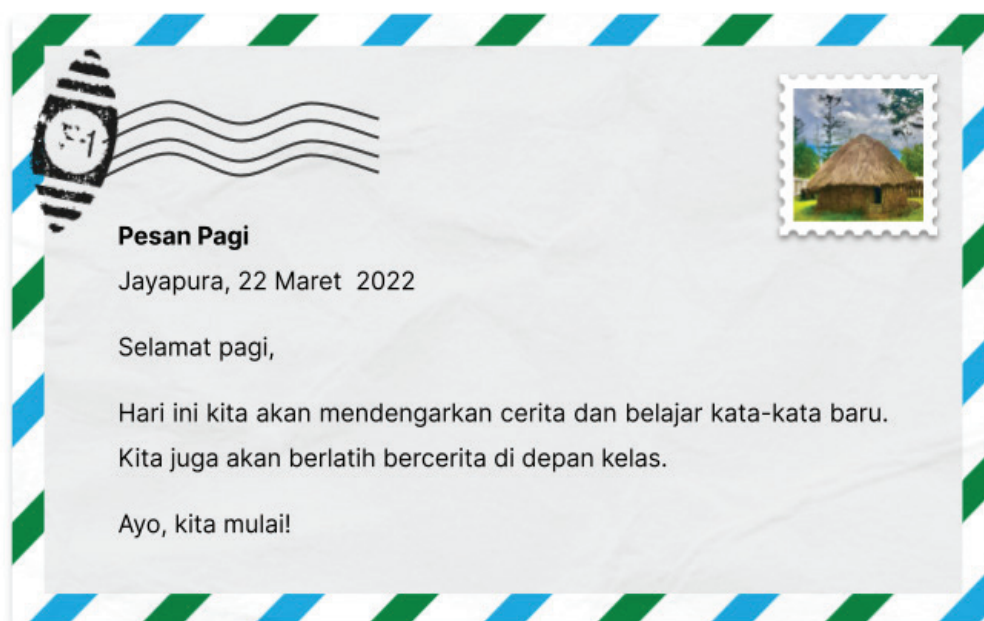 Pesan Pagi
Jayapura, 22 Maret 2022
Selamat pagi,
Hari ini kita akan mendengarkan cerita dan belajar kata-kata baru.
Kita juga akan berlatih bercerita di depan kelas.
Ayo, kita mulai!